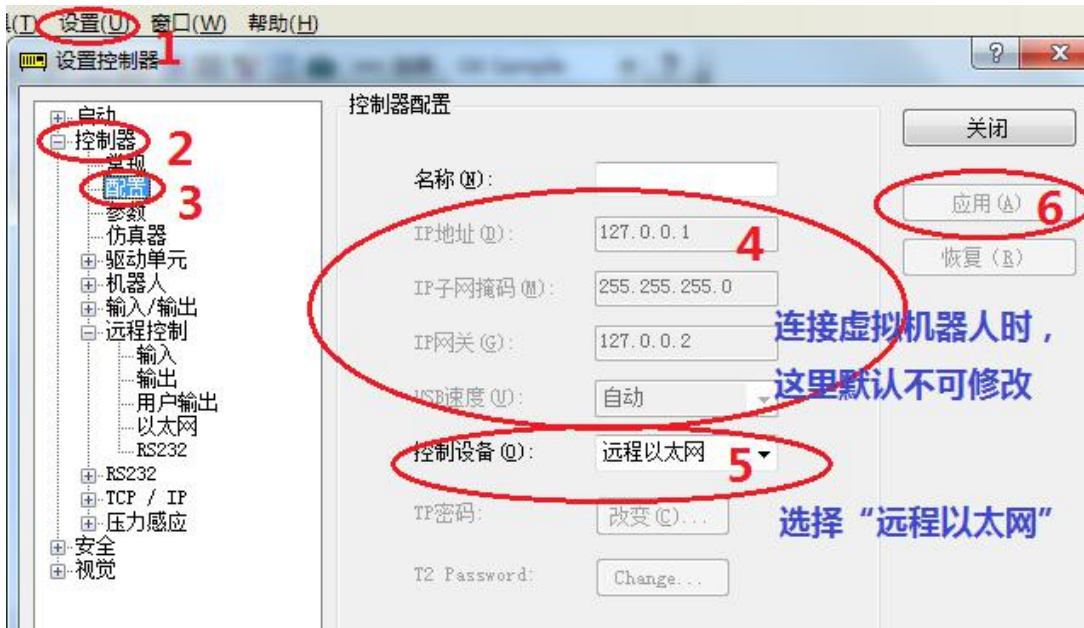 (T) 设置(U) 窗口(W) 帮助(H)
1
设置控制器
启动
控制器 2
常规
配置 3
参数
仿真器
驱动单元
机器人
输入/输出
远程控制
输入
输出
用户输出
以太网
RS232
RS232
TCP / IP
压力感应
安全
视觉
控制器配置
名称(N):
IP地址(D): 127.0.0.1 4
IP子网掩码(M): 255.255.255.0
IP网关(G): 127.0.0.2
USB速度(U): 自动
控制设备(O): 远程以太网 5
TP密码: 改变(C)...
T2 Password: Change...
关闭
应用(A) 6
恢复(R)
连接虚拟机器人时，
这里默认不可修改
选择“远程以太网”